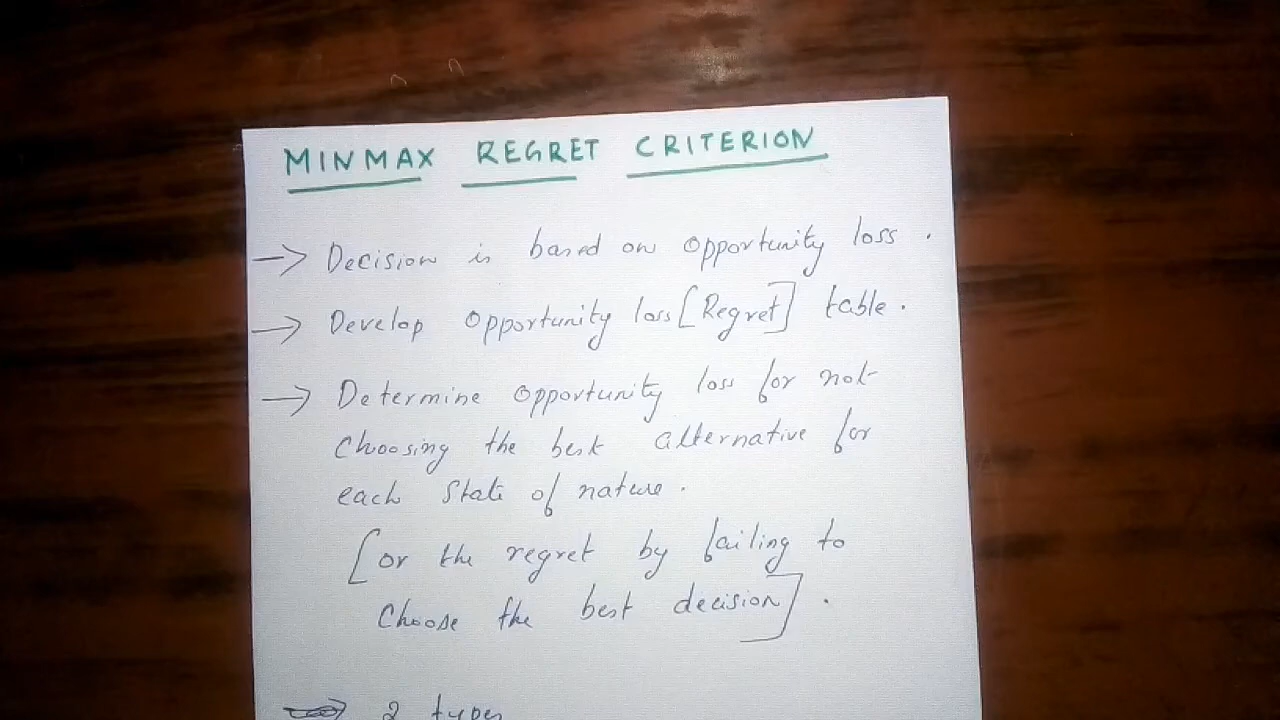 MINMAX REGRET CRITERION
→ Decision is based on opportunity loss.
→ Develop opportunity loss [Regret] table.
→ Determine opportunity loss for not
choosing the best alternative for
each state of nature.
[or the regret by failing to
choose the best decision].
→ 2 types